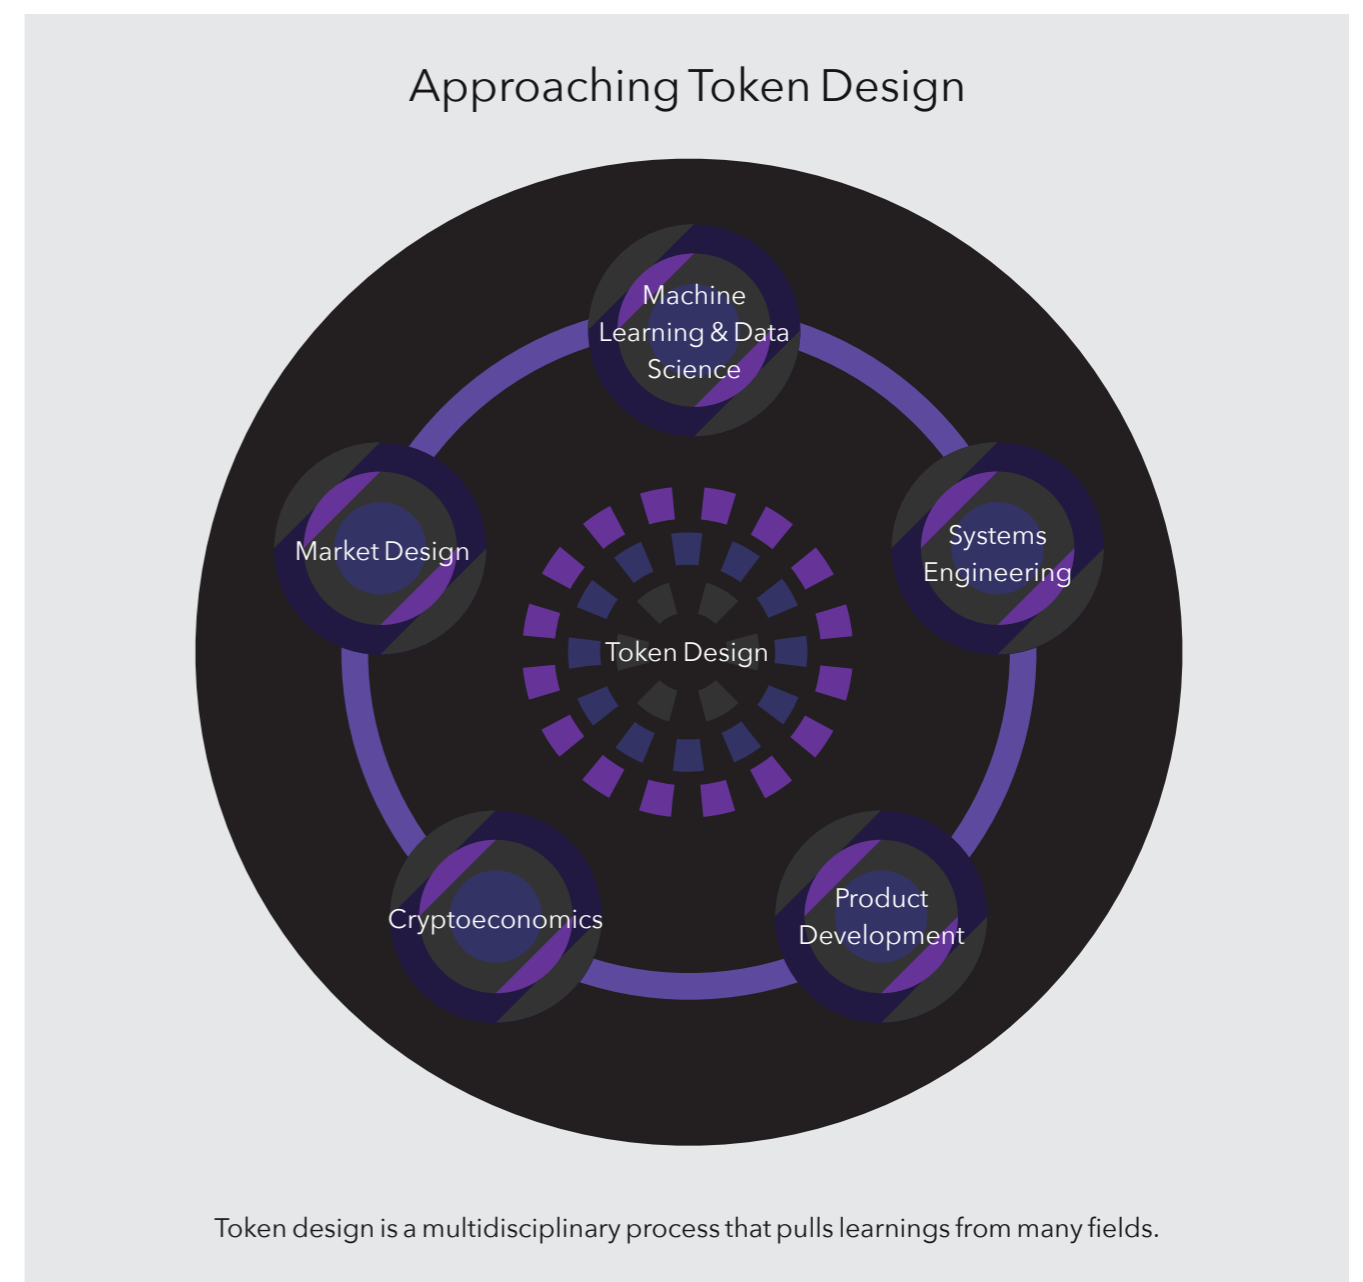 Approaching Token Design
Machine
Learning & Data
Science
Market Design
Systems
Engineering
Token Design
Cryptoeconomics
Product
Development
Token design is a multidisciplinary process that pulls learnings from many fields.